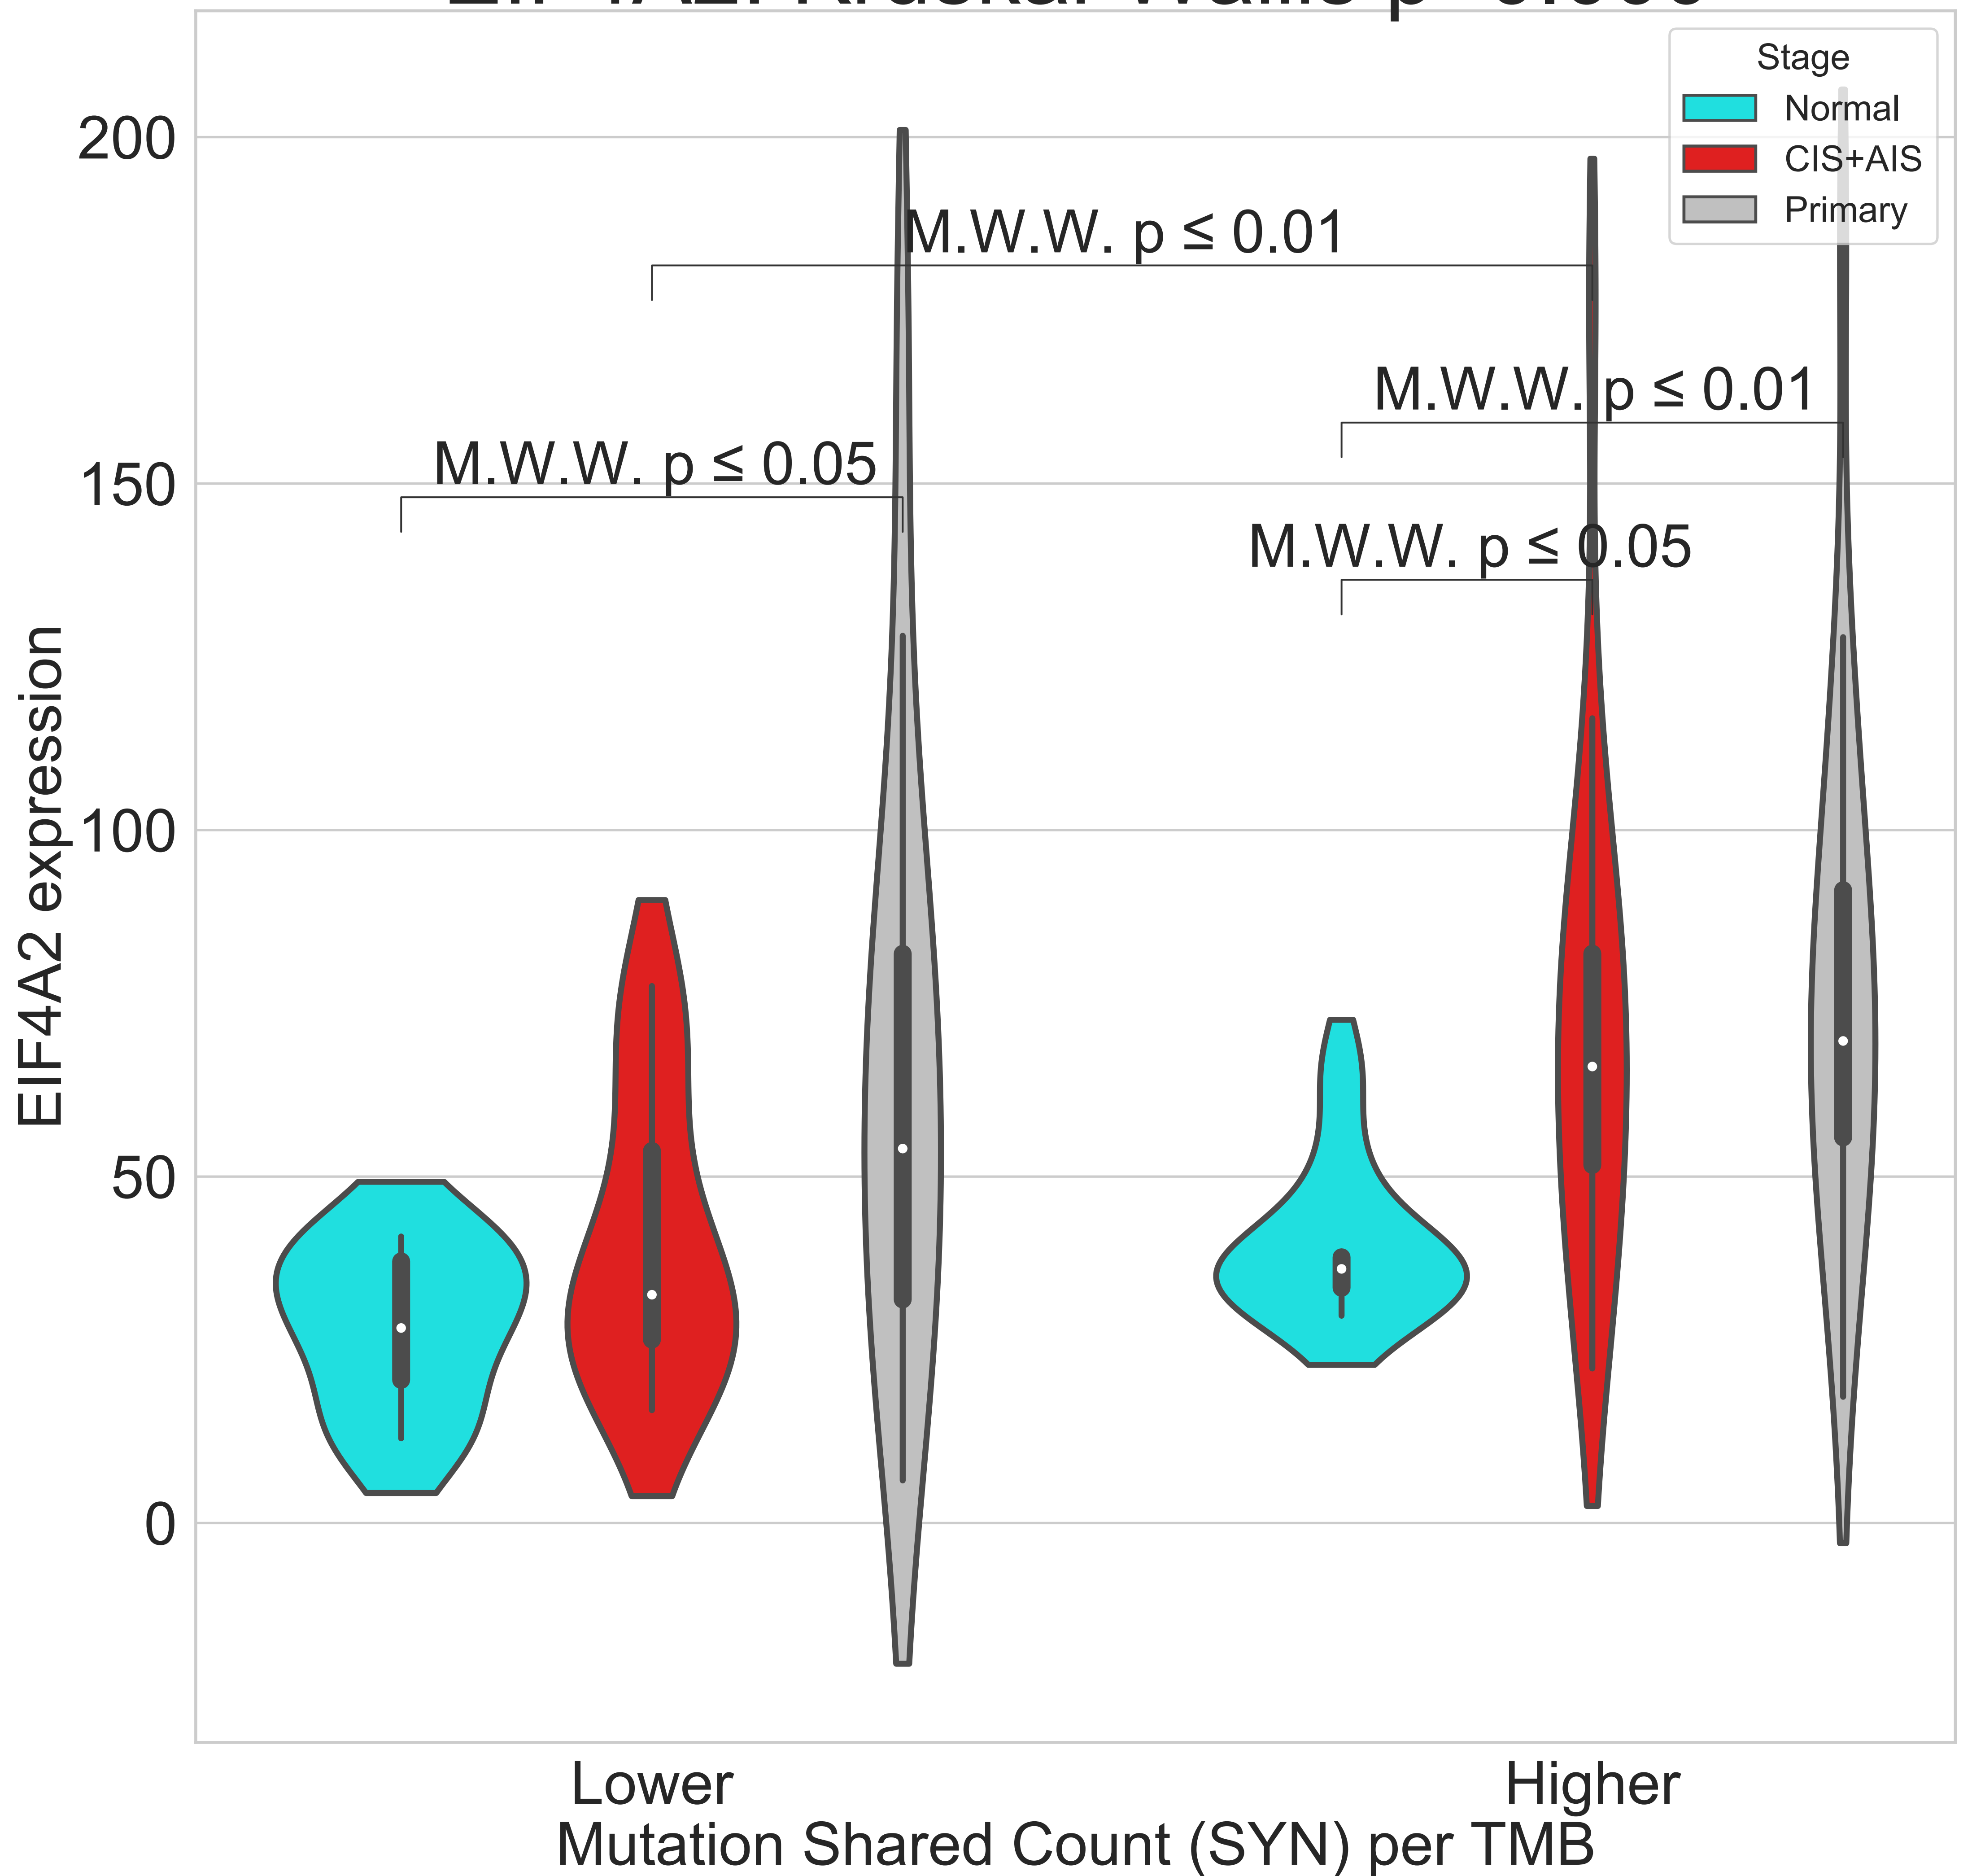 Stage
Normal
CIS+AIS
Primary
200
150
100
50
0
EIF4A2 expression
M.W.W. p ≤ 0.01
M.W.W. p ≤ 0.01
M.W.W. p ≤ 0.05
M.W.W. p ≤ 0.05
Lower
Higher
Mutation Shared Count (SYN) per TMB